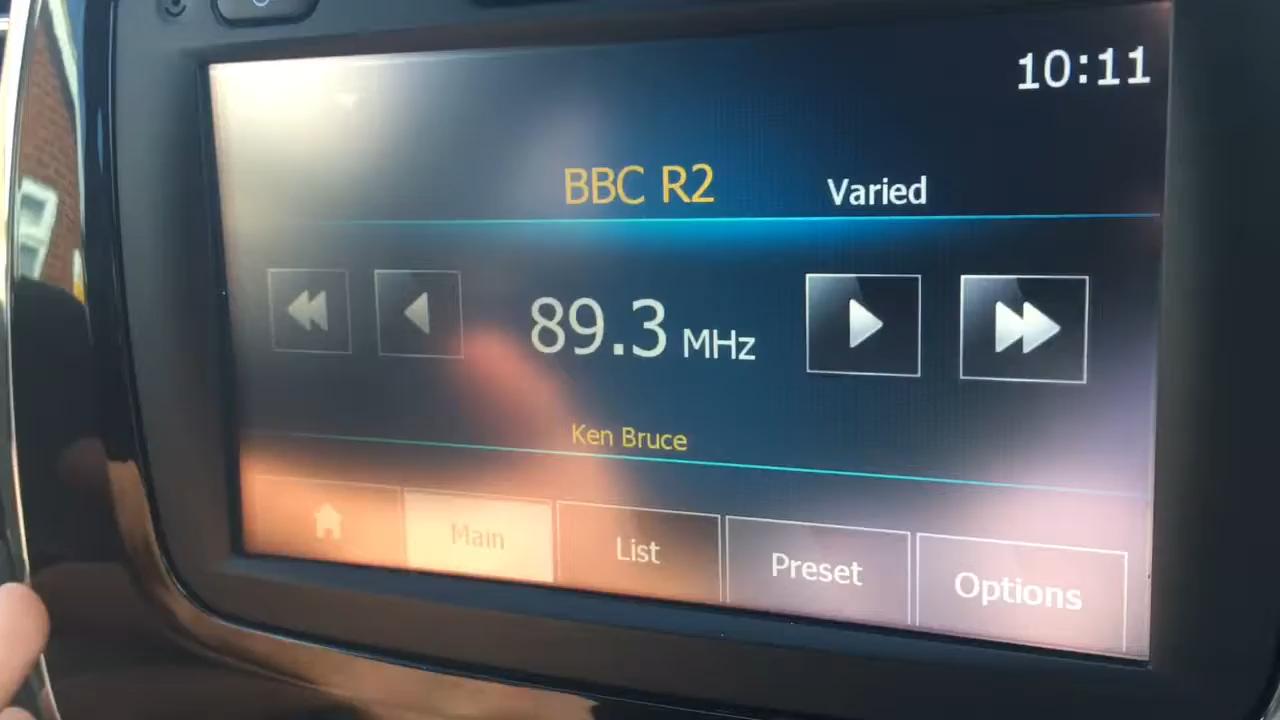 10:11
BBC R2 Varied
89.3 MHz
Ken Bruce
Main List Preset Options